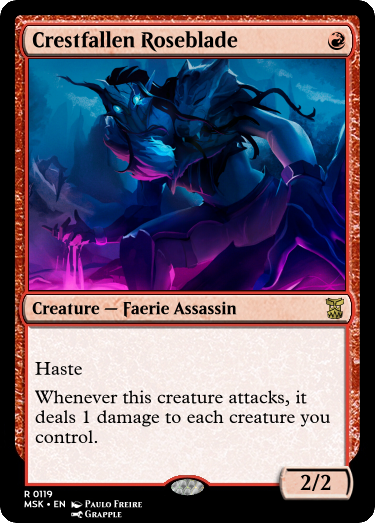 Crestfallen Roseblade
Creature — Faerie Assassin
Haste
Whenever this creature attacks, it
deals 1 damage to each creature you
control.
2/2
R 0119
MSK • EN Paulo Freire
Grapple